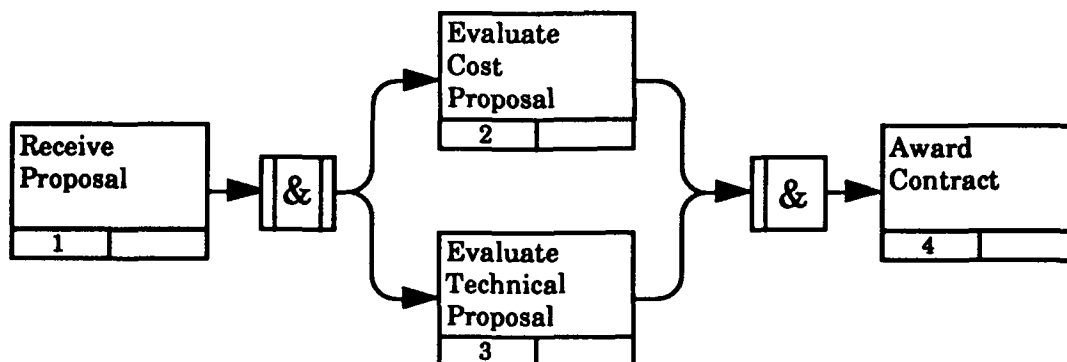 Receive
Proposal
1
&
Evaluate
Cost
Proposal
2
Evaluate
Technical
Proposal
3
&
Award
Contract
4